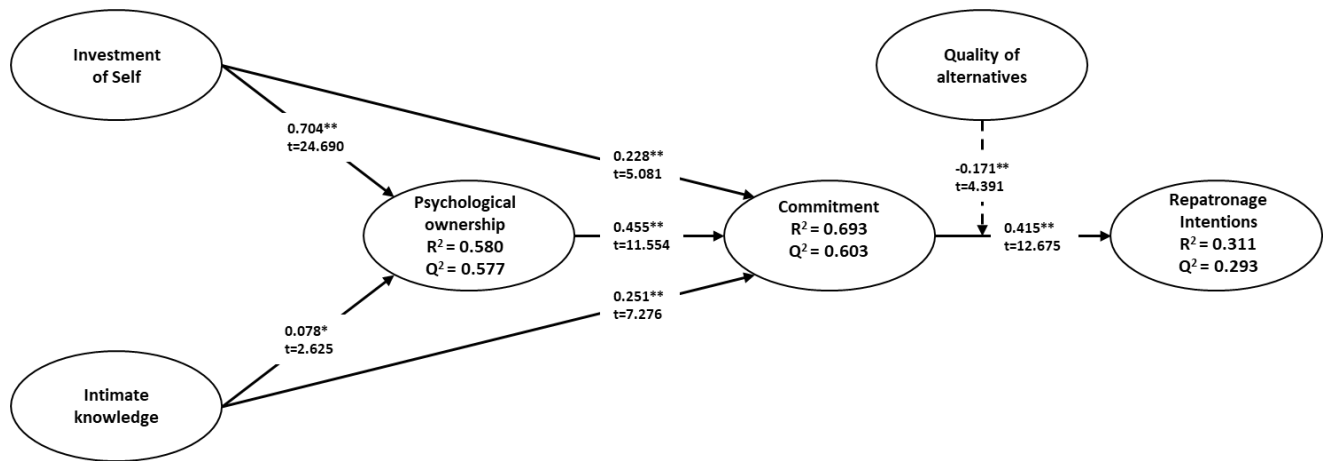 Investment
of Self
Quality of
alternatives
0.704**
t=24.690
0.228**
t=5.081
-0.171**
t=4.391
Psychological
ownership
R² = 0.580
Q² = 0.577
0.455**
t=11.554
Commitment
R² = 0.693
Q² = 0.603
0.415**
t=12.675
Repatronage
Intentions
R² = 0.311
Q² = 0.293
0.078*
t=2.625
0.251**
t=7.276
Intimate
knowledge